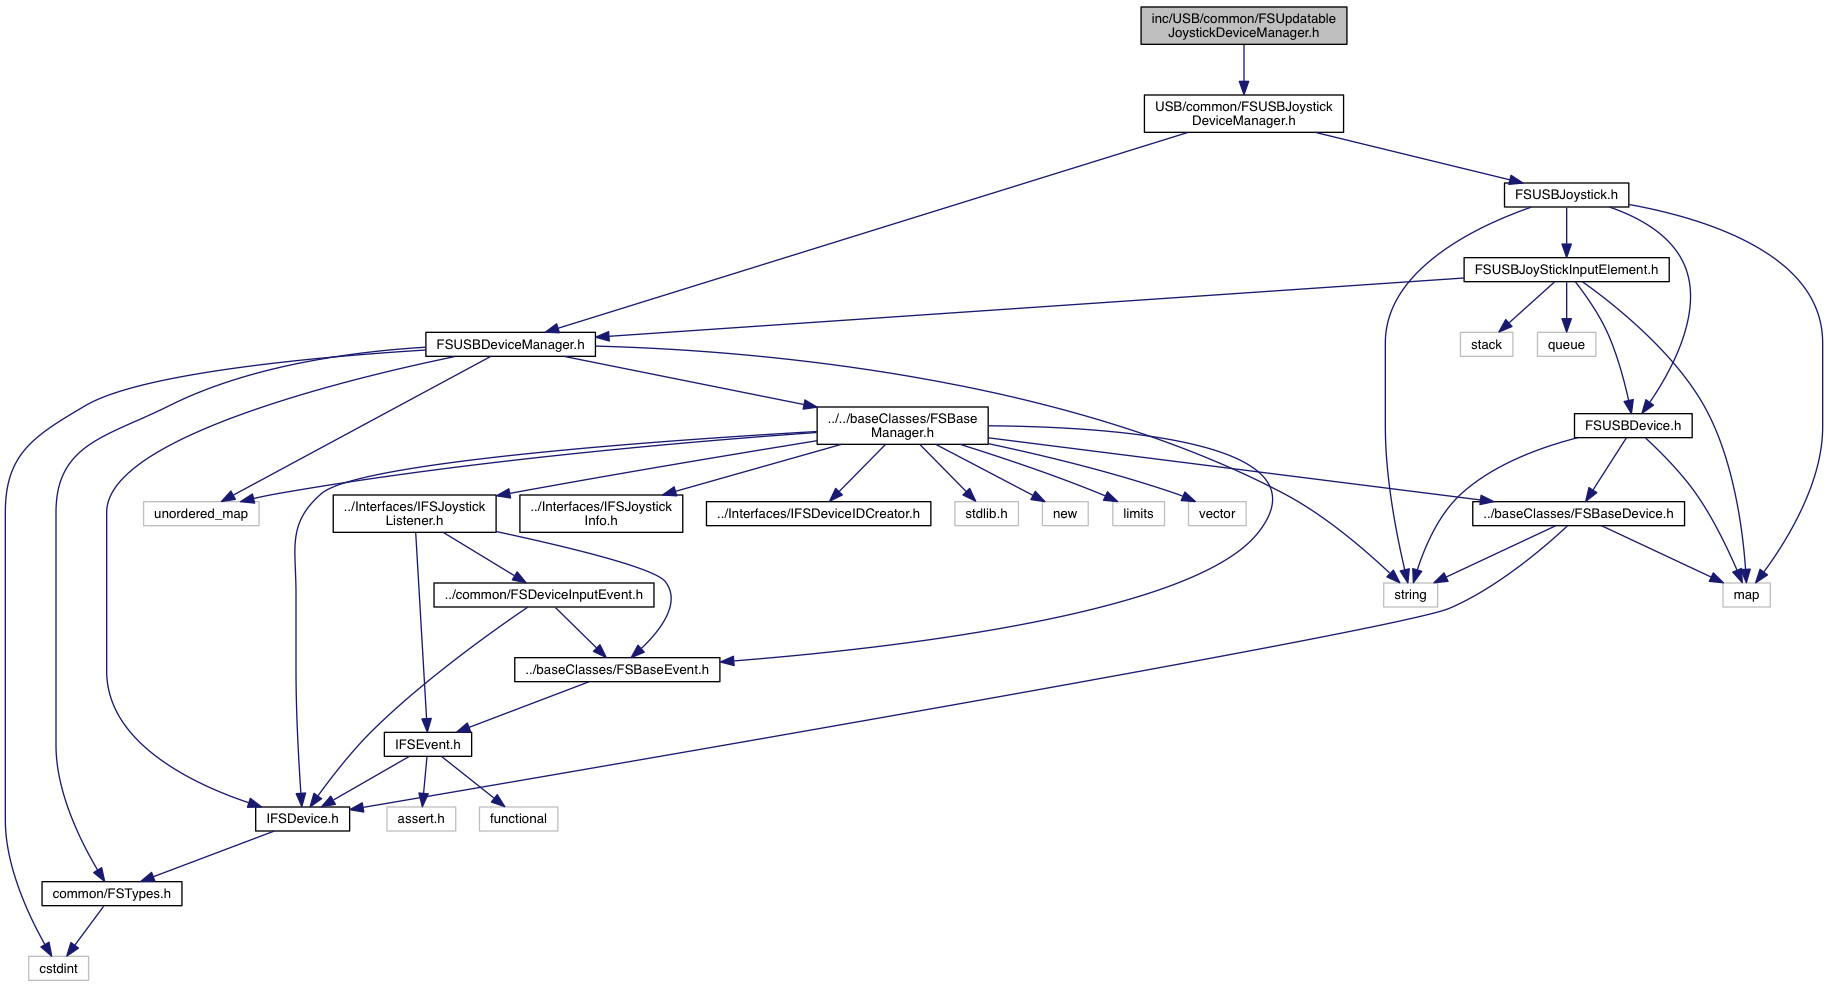 inc/USB/common/FSUpdatable
JoystickDeviceManager.h
USB/common/FSUSBJoystick
DeviceManager.h
FSUSBJoystick.h
FSUSBJoyStickInputElement.h
FSUSBDeviceManager.h
stack
queue
../../baseClasses/FSBase
Manager.h
FSUSBDevice.h
unordered_map
../Interfaces/IFSJoystick
Listener.h
../Interfaces/IFSJoystick
Info.h
../Interfaces/IFSDeviceIDCreator.h
stdlib.h
new
limits
vector
../baseClasses/FSBaseDevice.h
../common/FSDeviceInputEvent.h
string
map
../baseClasses/FSBaseEvent.h
IFSEvent.h
IFSDevice.h
assert.h
functional
common/FSTypes.h
cstdint